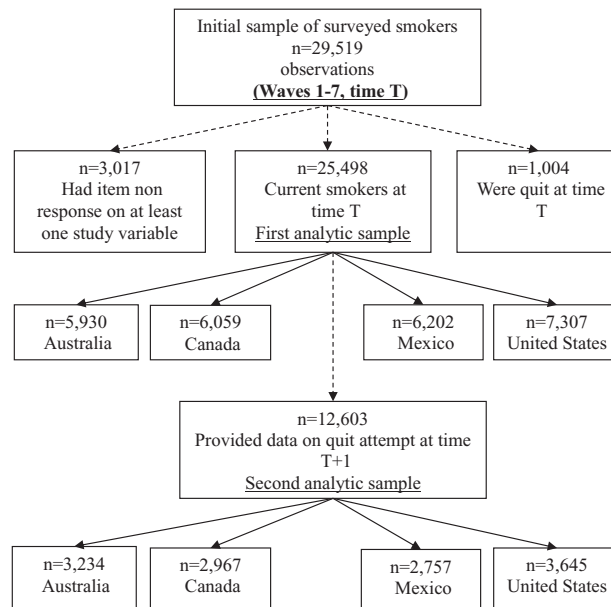 Initial sample of surveyed smokers
n=29,519
observations
(Waves 1-7, time T)
n=3,017
Had item non
response on at least
one study variable
n=25,498
Current smokers at
time T
First analytic sample
n=1,004
Were quit at time
T
n=5,930
Australia
n=6,059
Canada
n=6,202
Mexico
n=7,307
United States
n=12,603
Provided data on quit attempt at time
T+1
Second analytic sample
n=3,234
Australia
n=2,967
Canada
n=2,757
Mexico
n=3,645
United States